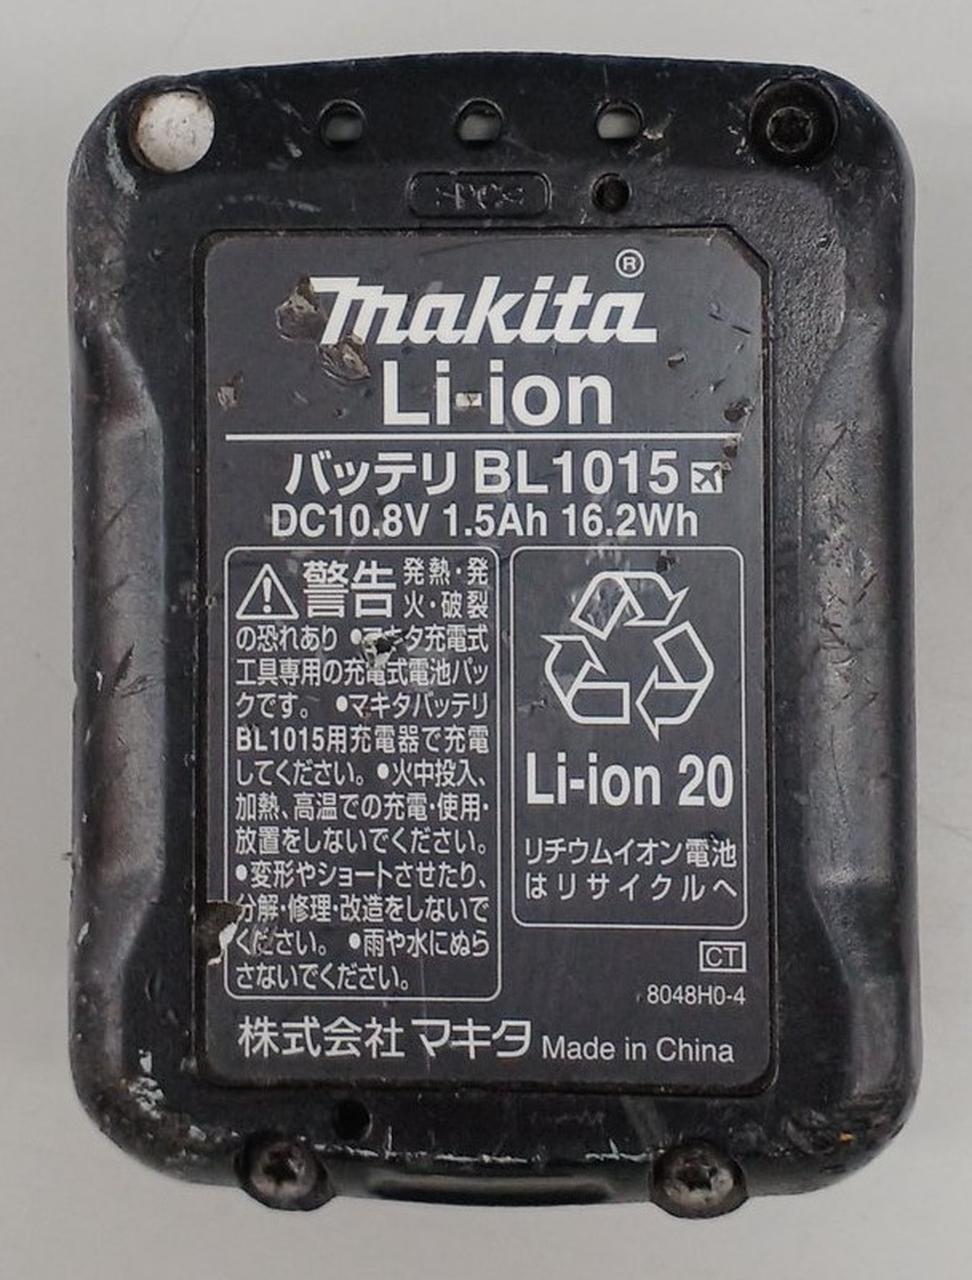 >PC<
Makita®
Li-ion
バッテリ BL1015
DC10.8V 1.5Ah 16.2Wh
警告 発熱・発
火・破裂
の恐れあり ●マキタ充電式
工具専用の充電式電池パッ
クです。 ●マキタバッテリ
BL1015用充電器で充電
してください。●火中投入、
加熱、高温での充電・使用・
放置をしないでください。
●変形やショートさせたり、
分解・修理・改造をしないで
ください。 ●雨や水にぬら
さないでください。
Li-ion 20
リチウムイオン電池
はリサイクルへ
CT
8048H0-4
株式会社 マキタ Made in China